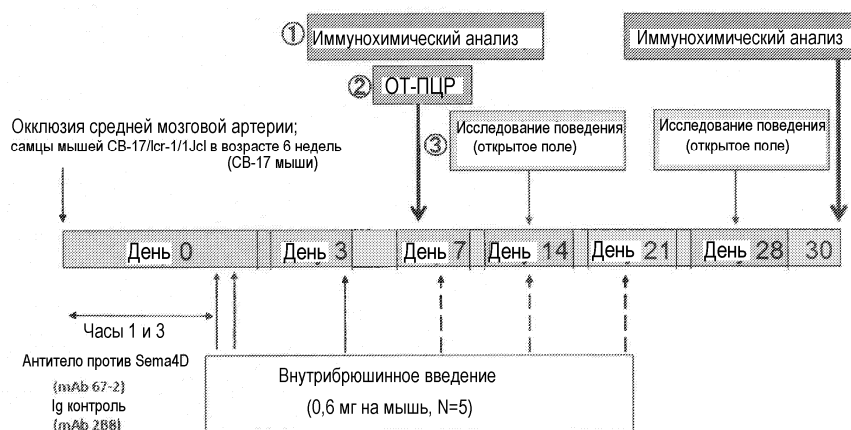 ① Иммунохимический анализ
Иммунохимический анализ
② ОТ-ПЦР
Окклюзия средней мозговой артерии;
самцы мышей CB-17/Icr-1/1Jcl в возрасте 6 недель
(CB-17 мыши)
③ Исследование поведения
(открытое поле)
Исследование поведения
(открытое поле)
День 0
День 3
День 7
День 14
День 21
День 28
30
Часы 1 и 3
Антитело против Sema4D
(mAb 67-2)
Ig контроль
(mAb 2B8)
Внутрибрюшинное введение
(0,6 мг на мышь, N=5)